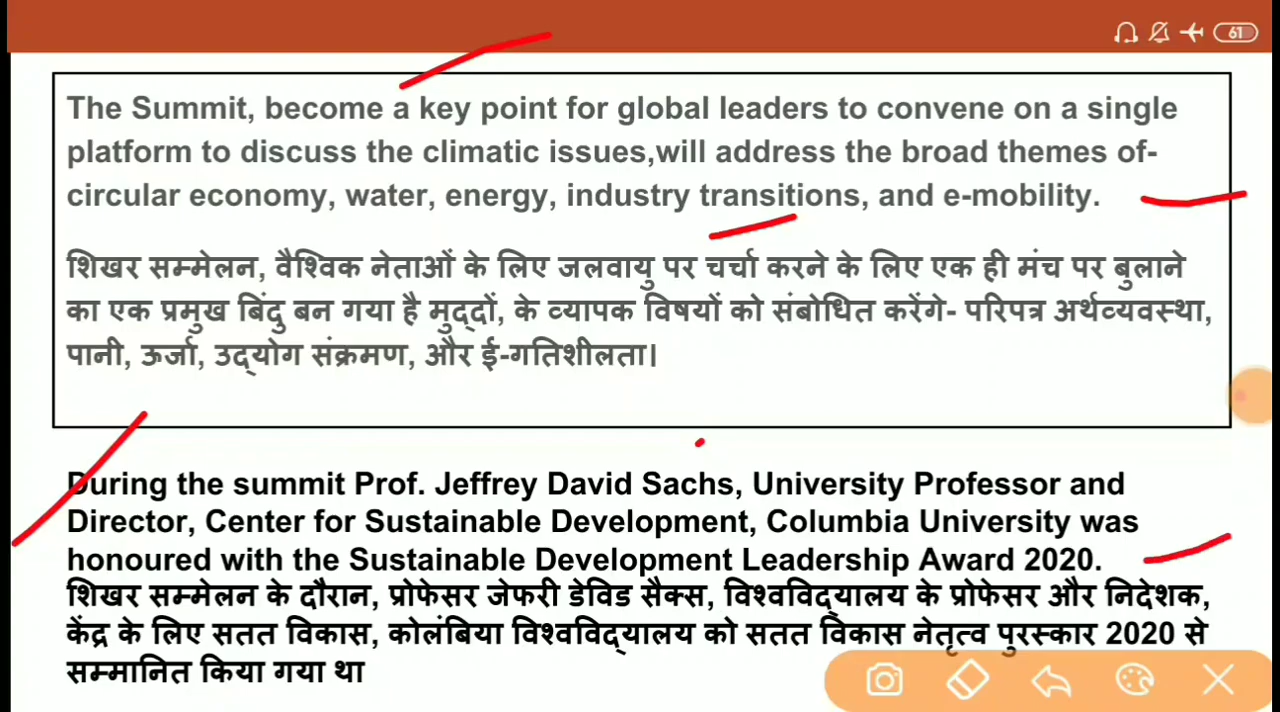 61
The Summit, become a key point for global leaders to convene on a single
platform to discuss the climatic issues,will address the broad themes of-
circular economy, water, energy, industry transitions, and e-mobility.
शिखर सम्मेलन, वैश्विक नेताओं के लिए जलवायु पर चर्चा करने के लिए एक ही मंच पर बुलाने
का एक प्रमुख बिंदु बन गया है मुद्दों, के व्यापक विषयों को संबोधित करेंगे- परिपत्र अर्थव्यवस्था,
पानी, ऊर्जा, उद्योग संक्रमण, और ई-गतिशीलता।
During the summit Prof. Jeffrey David Sachs, University Professor and
Director, Center for Sustainable Development, Columbia University was
honoured with the Sustainable Development Leadership Award 2020.
शिखर सम्मेलन के दौरान, प्रोफेसर जेफरी डेविड सैक्स, विश्वविद्यालय के प्रोफेसर और निदेशक,
केंद्र के लिए सतत विकास, कोलंबिया विश्वविद्यालय को सतत विकास नेतृत्व पुरस्कार 2020 से
सम्मानित किया गया था